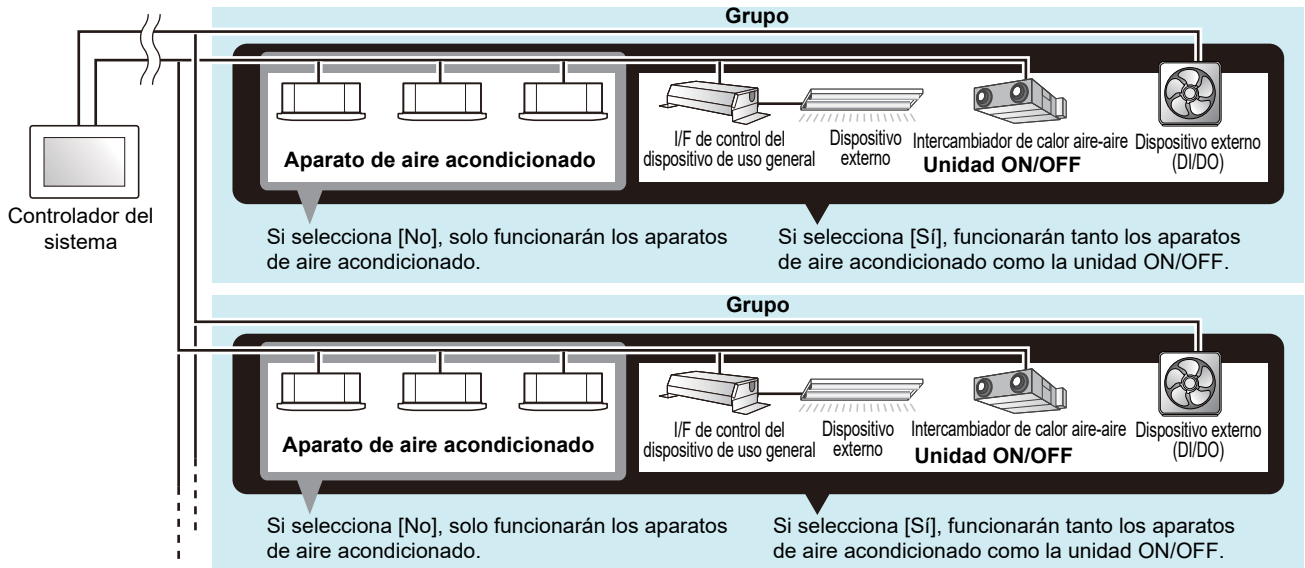 Grupo
Controlador del
sistema
Aparato de aire acondicionado
I/F de control del
dispositivo de uso general
Dispositivo
externo
Intercambiador de calor aire-aire
Unidad ON/OFF
Dispositivo externo
(DI/DO)
Si selecciona [No], solo funcionarán los aparatos
de aire acondicionado.
Si selecciona [Sí], funcionarán tanto los aparatos
de aire acondicionado como la unidad ON/OFF.
Grupo
Aparato de aire acondicionado
I/F de control del
dispositivo de uso general
Dispositivo
externo
Intercambiador de calor aire-aire
Unidad ON/OFF
Dispositivo externo
(DI/DO)
Si selecciona [No], solo funcionarán los aparatos
de aire acondicionado.
Si selecciona [Sí], funcionarán tanto los aparatos
de aire acondicionado como la unidad ON/OFF.